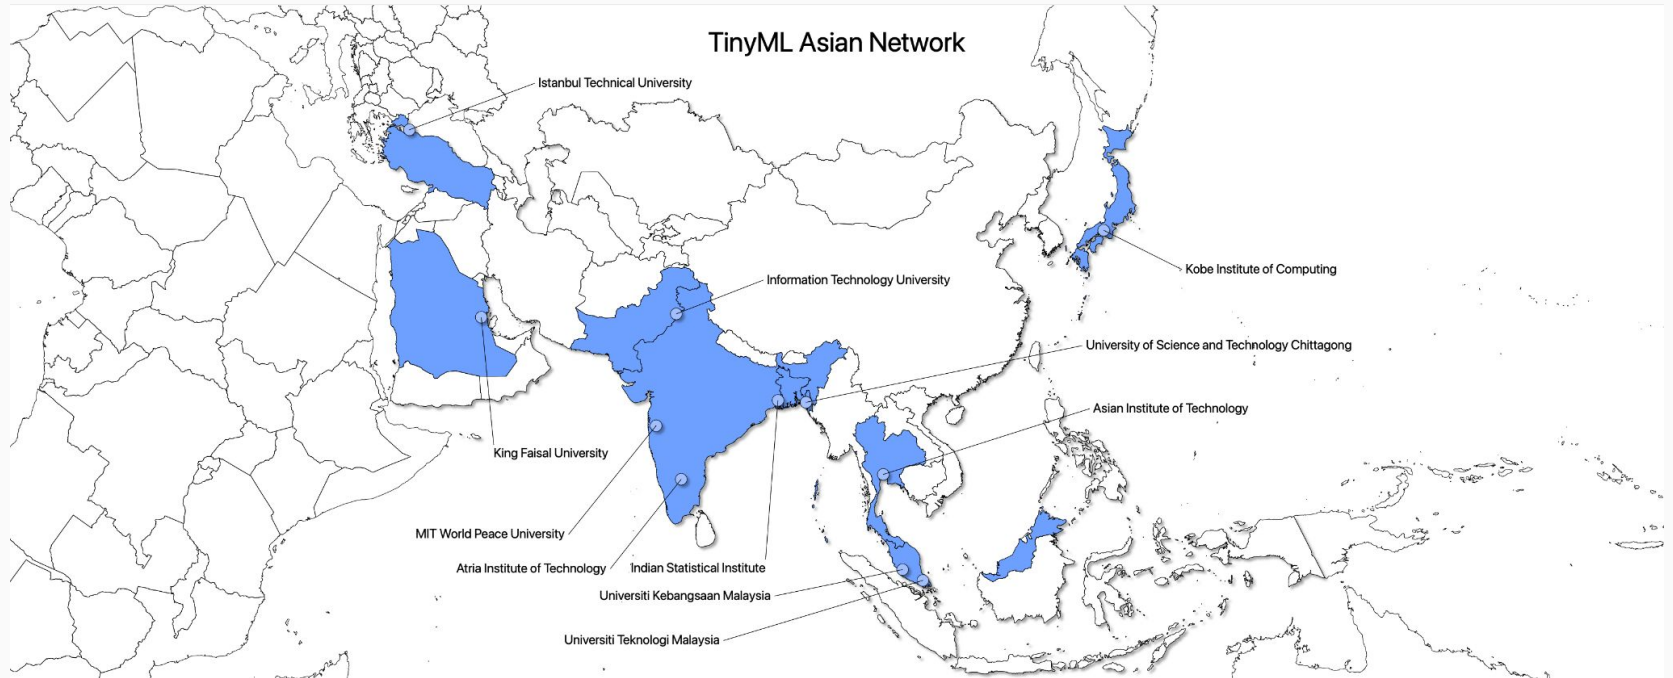 TinyML Asian Network
Istanbul Technical University
Kobe Institute of Computing
Information Technology University
University of Science and Technology Chittagong
Asian Institute of Technology
King Faisal University
MIT World Peace University
Atria Institute of Technology
Indian Statistical Institute
Universiti Kebangsaan Malaysia
Universiti Teknologi Malaysia